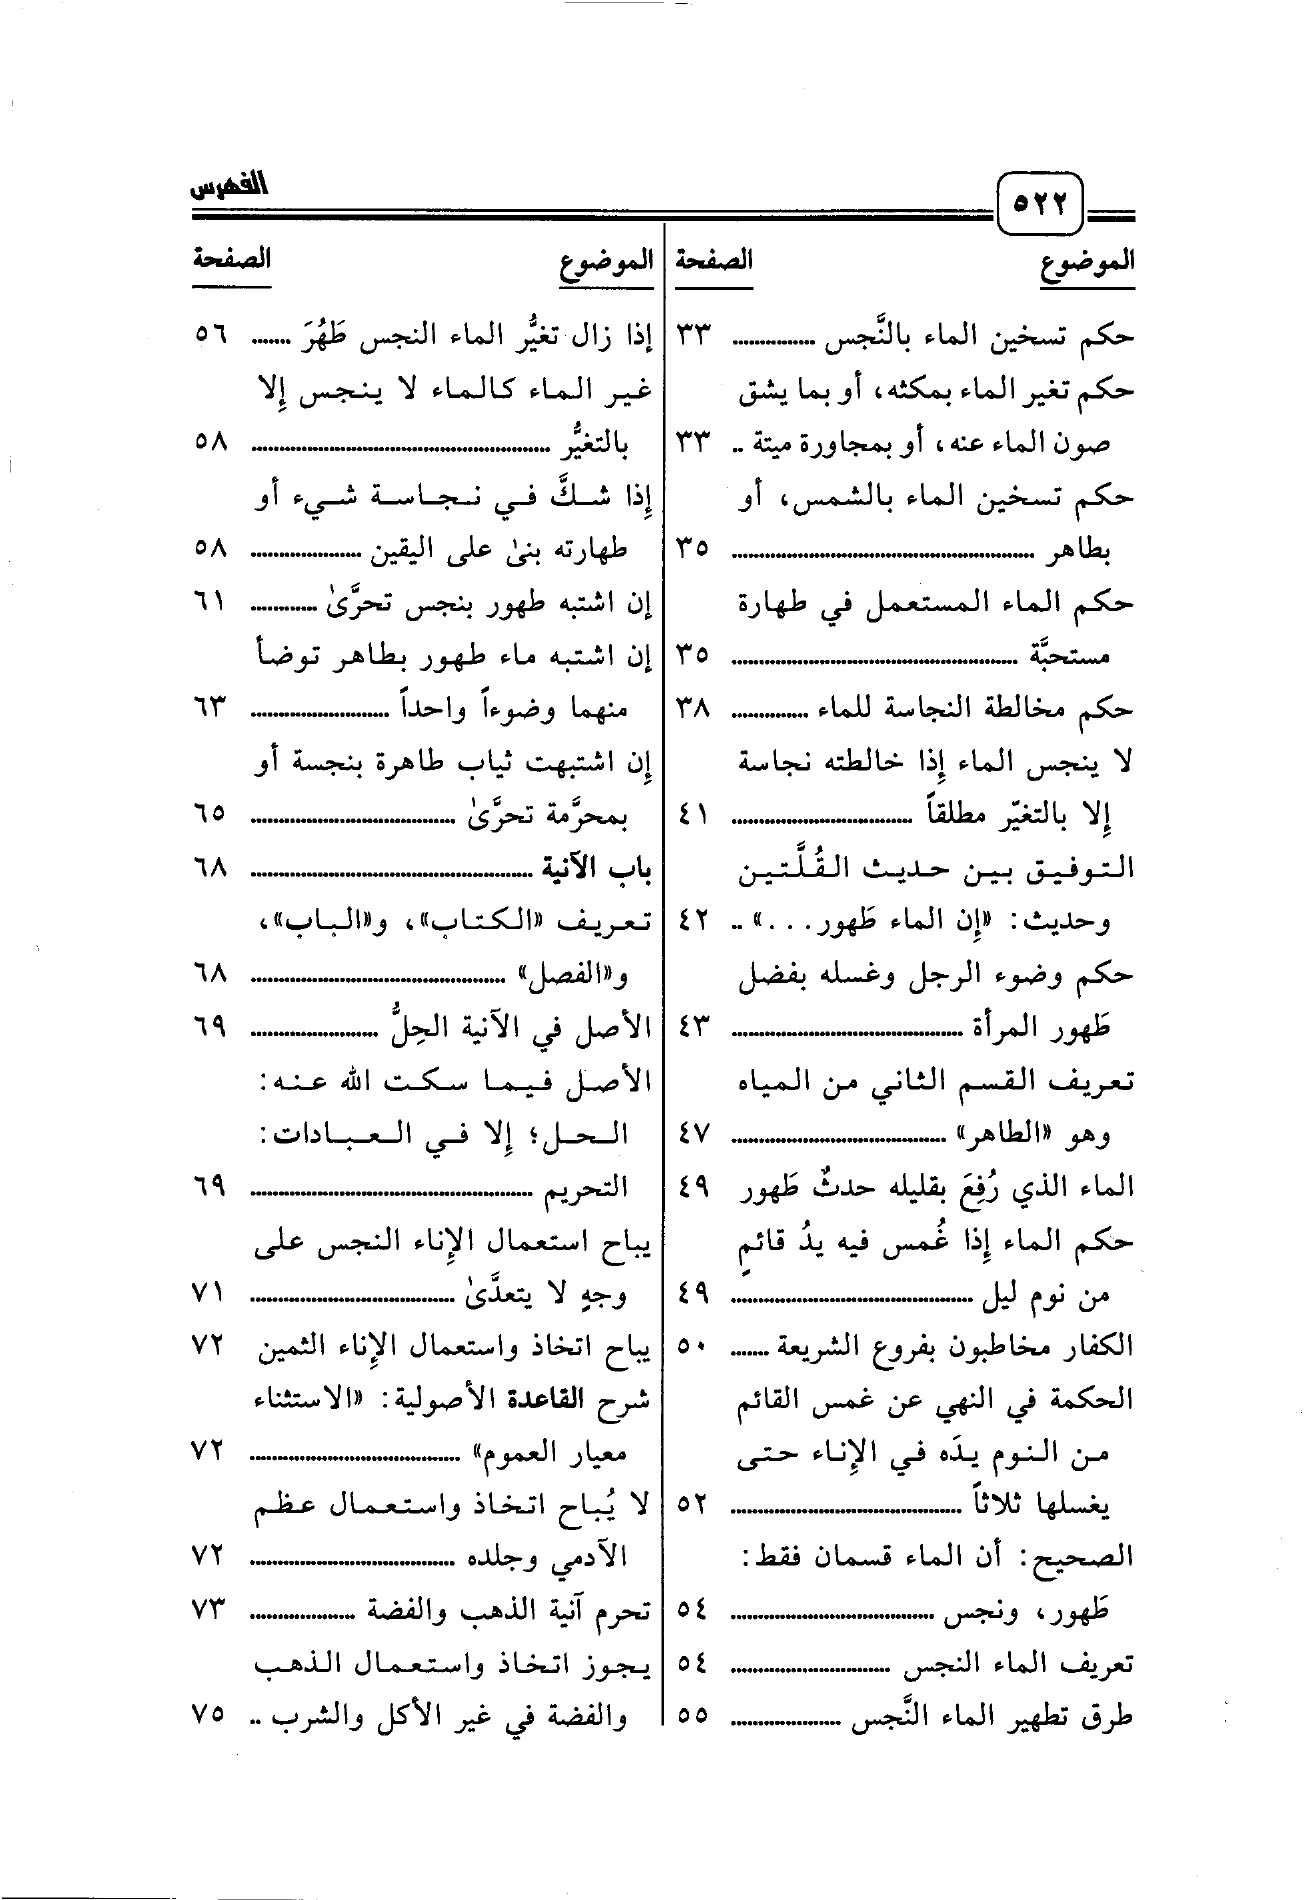 ٥٢٢
الفهرس
الموضوع الصفحة
حكم تسخين الماء بالنَّجس ............... ٣٣
حكم تغير الماء بمكثه، أو بما يشق
صون الماء عنه، أو بمجاورة ميتة .. ٣٣
حكم تسخين الماء بالشمس، أو
بطاهر ............... ٣٥
حكم الماء المستعمل في طهارة
مستحبَّة ............... ٣٥
حكم مخالطة النجاسة للماء ............... ٣٨
لا ينجس الماء إذا خالطته نجاسة
إلا بالتغيّر مطلقاً ............... ٤١
التوفيق بين حديث القُلَّتين
وحديث: «إن الماء طَهور...» .. ٤٢
حكم وضوء الرجل وغسله بفضل
طَهور المرأة ............... ٤٣
تعريف القسم الثاني من المياه
وهو «الطاهر» ............... ٤٧
الماء الذي رُفِعَ بقليله حدثٌ طَهور ٤٩
حكم الماء إذا غُمس فيه يدُ قائمٍ
من نوم ليل ............... ٤٩
الكفار مخاطبون بفروع الشريعة ....... ٥٠
الحكمة في النهي عن غمس القائم
من النوم يدَه في الإناء حتى
يغسلها ثلاثاً ............... ٥٢
الصحيح: أن الماء قسمان فقط:
طَهور، ونجس ............... ٥٤
تعريف الماء النجس ............... ٥٤
طرق تطهير الماء النَّجس ............... ٥٥
الموضوع الصفحة
إذا زال تغيُّر الماء النجس طَهُرَ ....... ٥٦
غير الماء كالماء لا ينجس إلا
بالتغيُّر ............... ٥٨
إذا شكَّ في نجاسة شيء أو
طهارته بنىٰ على اليقين ............... ٥٨
إن اشتبه طهور بنجس تحرَّىٰ ............ ٦١
إن اشتبه ماء طهور بطاهر توضأ
منهما وضوءاً واحداً ............... ٦٣
إن اشتبهت ثياب طاهرة بنجسة أو
بمحرَّمة تحرَّىٰ ............... ٦٥
باب الآنية ............... ٦٨
تعريف «الكتاب»، و«الباب»،
و«الفصل» ............... ٦٨
الأصل في الآنية الحِلُّ ............... ٦٩
الأصل فيما سكت الله عنه:
الحل؛ إلا في العبادات:
التحريم ............... ٦٩
يباح استعمال الإناء النجس على
وجهٍ لا يتعدَّىٰ ............... ٧١
يباح اتخاذ واستعمال الإناء الثمين ٧٢
شرح القاعدة الأصولية: «الاستثناء
معيار العموم» ............... ٧٢
لا يُباح اتخاذ واستعمال عظم
الآدمي وجلده ............... ٧٢
تحرم آنية الذهب والفضة ............... ٧٣
يجوز اتخاذ واستعمال الذهب
والفضة في غير الأكل والشرب .. ٧٥